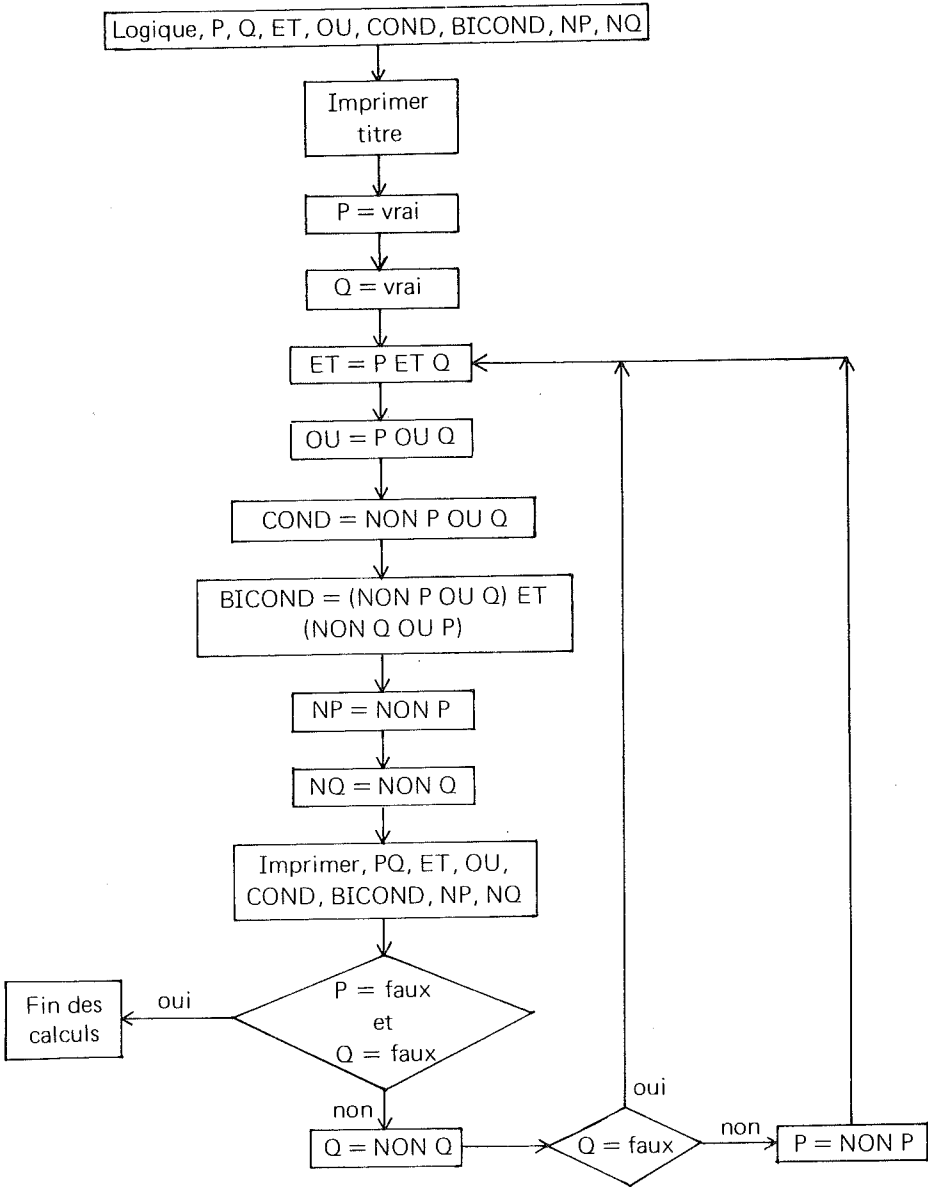 Logique, P, Q, ET, OU, COND, BICOND, NP, NQ
Imprimer
titre
P = vrai
Q = vrai
ET = P ET Q
OU = P OU Q
COND = NON P OU Q
BICOND = (NON P OU Q) ET
(NON Q OU P)
NP = NON P
NQ = NON Q
Imprimer, PQ, ET, OU,
COND, BICOND, NP, NQ
P = faux
et
Q = faux
oui
Fin des
calculs
non
Q = NON Q
Q = faux
oui
non
P = NON P